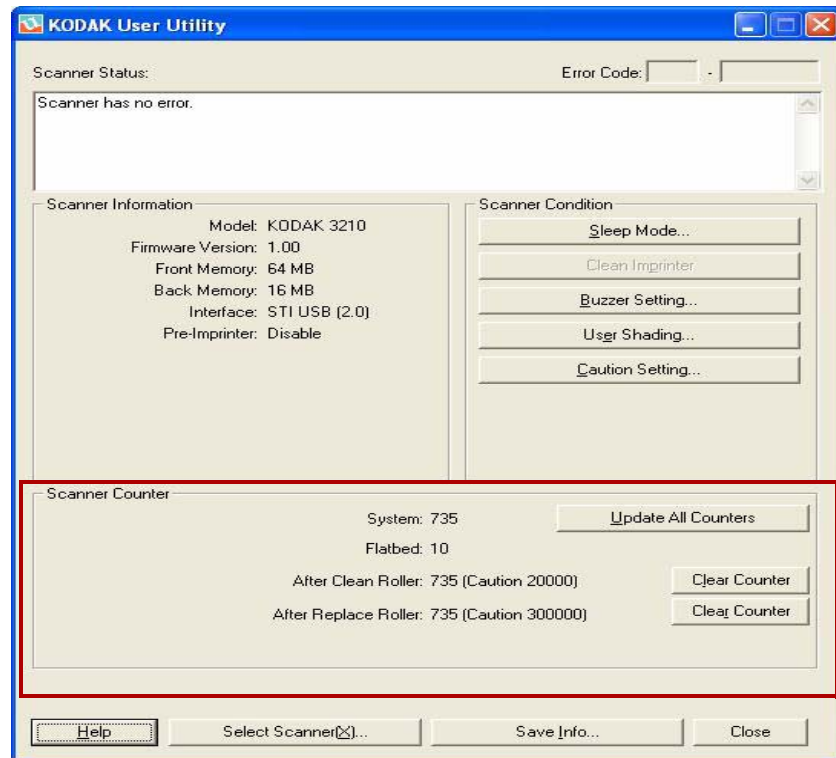 KODAK User Utility
Scanner Status:
Error Code: -
Scanner has no error.
Scanner Information
Model: KODAK 3210
Firmware Version: 1.00
Front Memory: 64 MB
Back Memory: 16 MB
Interface: STI USB (2.0)
Pre-Imprinter: Disable
Scanner Condition
Sleep Mode...
Clean Imprinter
Buzzer Setting...
User Shading...
Caution Setting...
Scanner Counter
System: 735
Update All Counters
Flatbed: 10
After Clean Roller: 735 (Caution 20000)
Clear Counter
After Replace Roller: 735 (Caution 300000)
Clear Counter
Help
Select Scanner(X)...
Save Info...
Close